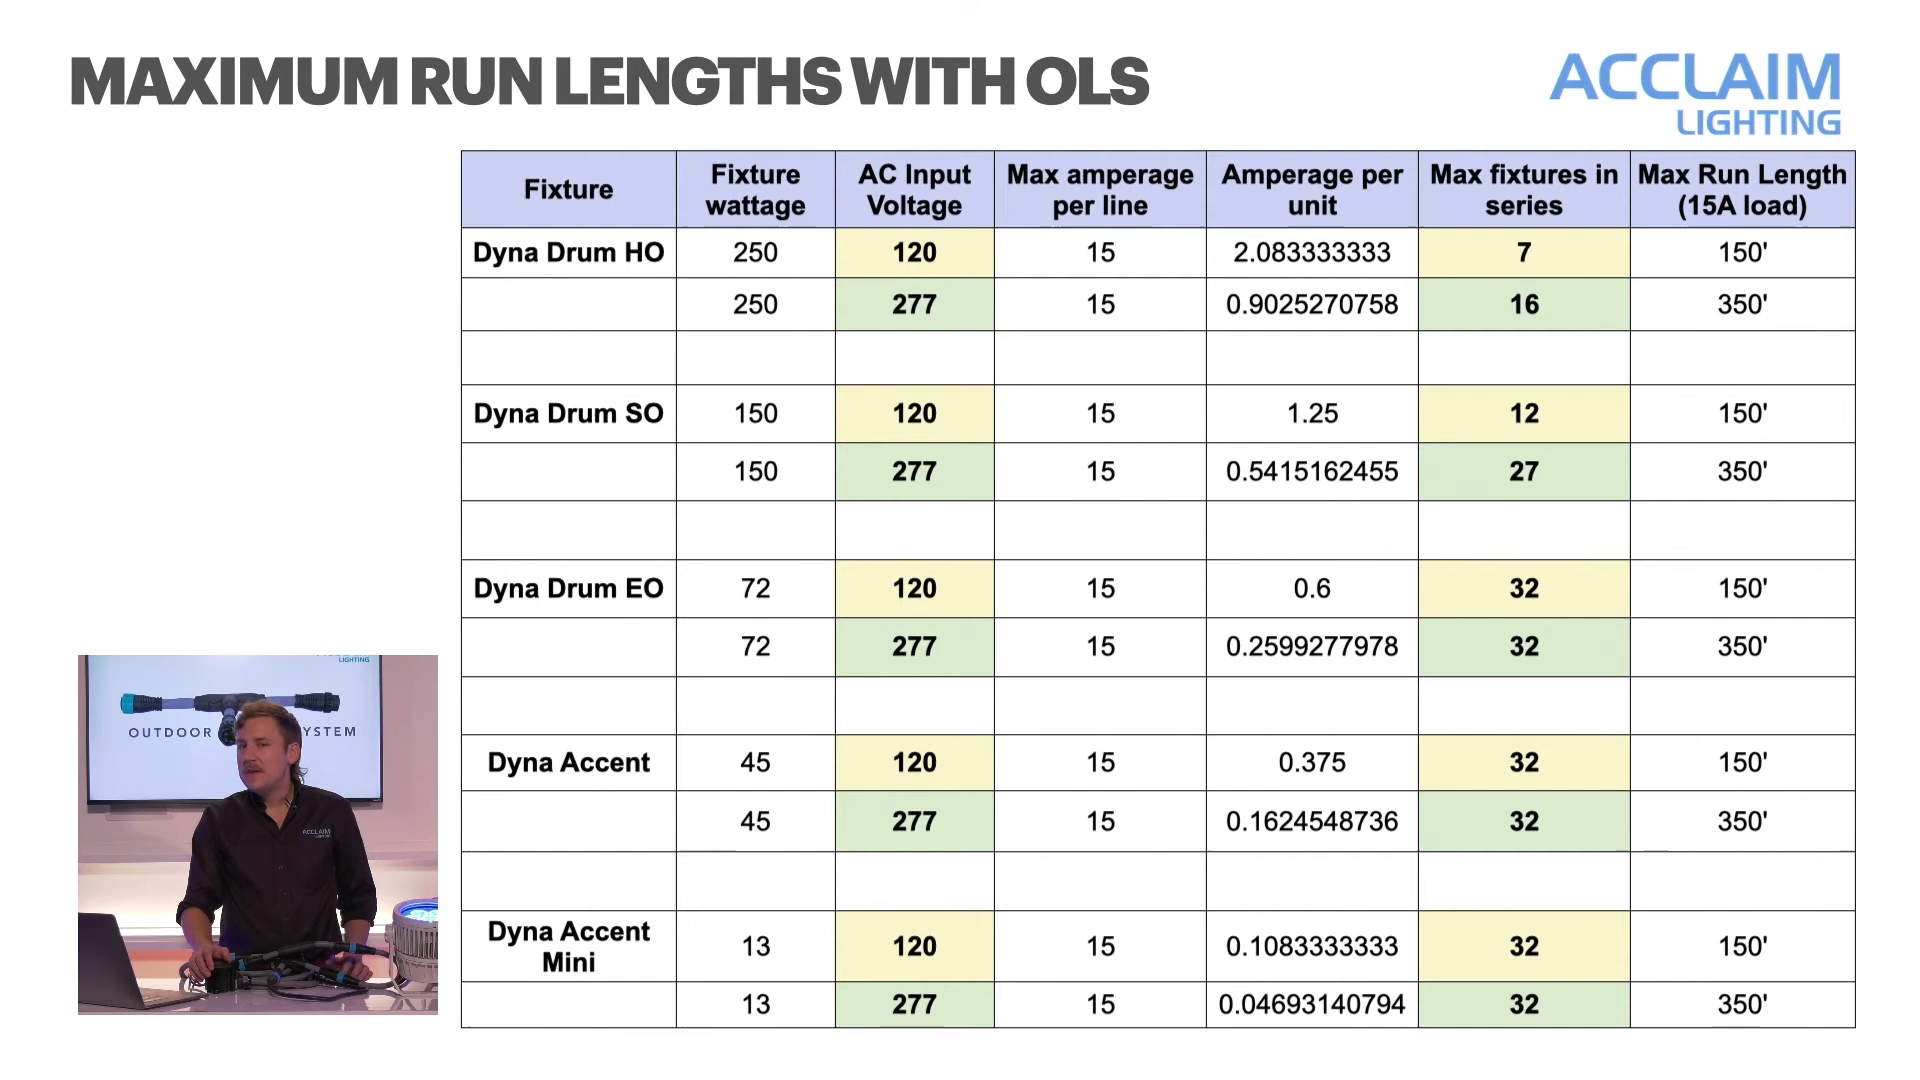 MAXIMUM RUN LENGTHS WITH OLS
ACCLAIM
LIGHTING
Fixture
Fixture wattage
AC Input Voltage
Max amperage per line
Amperage per unit
Max fixtures in series
Max Run Length (15A load)
Dyna Drum HO 250 120 15 2.083333333 7 150'
250 277 15 0.9025270758 16 350'
Dyna Drum SO 150 120 15 1.25 12 150'
150 277 15 0.5415162455 27 350'
Dyna Drum EO 72 120 15 0.6 32 150'
72 277 15 0.2599277978 32 350'
Dyna Accent 45 120 15 0.375 32 150'
45 277 15 0.1624548736 32 350'
Dyna Accent Mini 13 120 15 0.1083333333 32 150'
13 277 15 0.04693140794 32 350'
LIGHTING
OUTDOOR YSTEM
ACCLAIM
LIGHTING